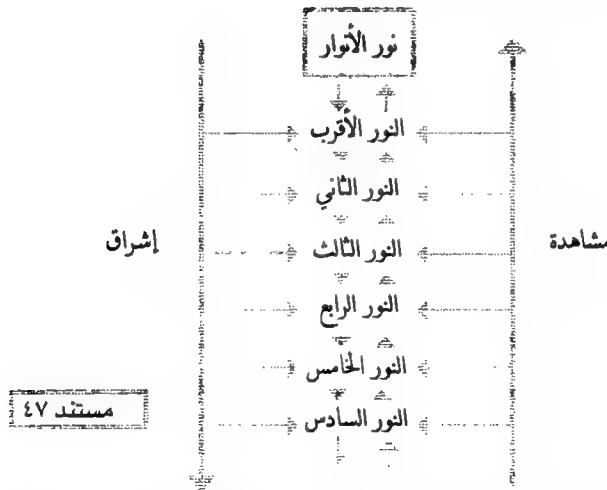 نور الأنوار
النور الأقرب
النور الثاني
مشاهدة
النور الثالث
إشراق
النور الرابع
النور الخامس
مستند ٤٧
النور السادس